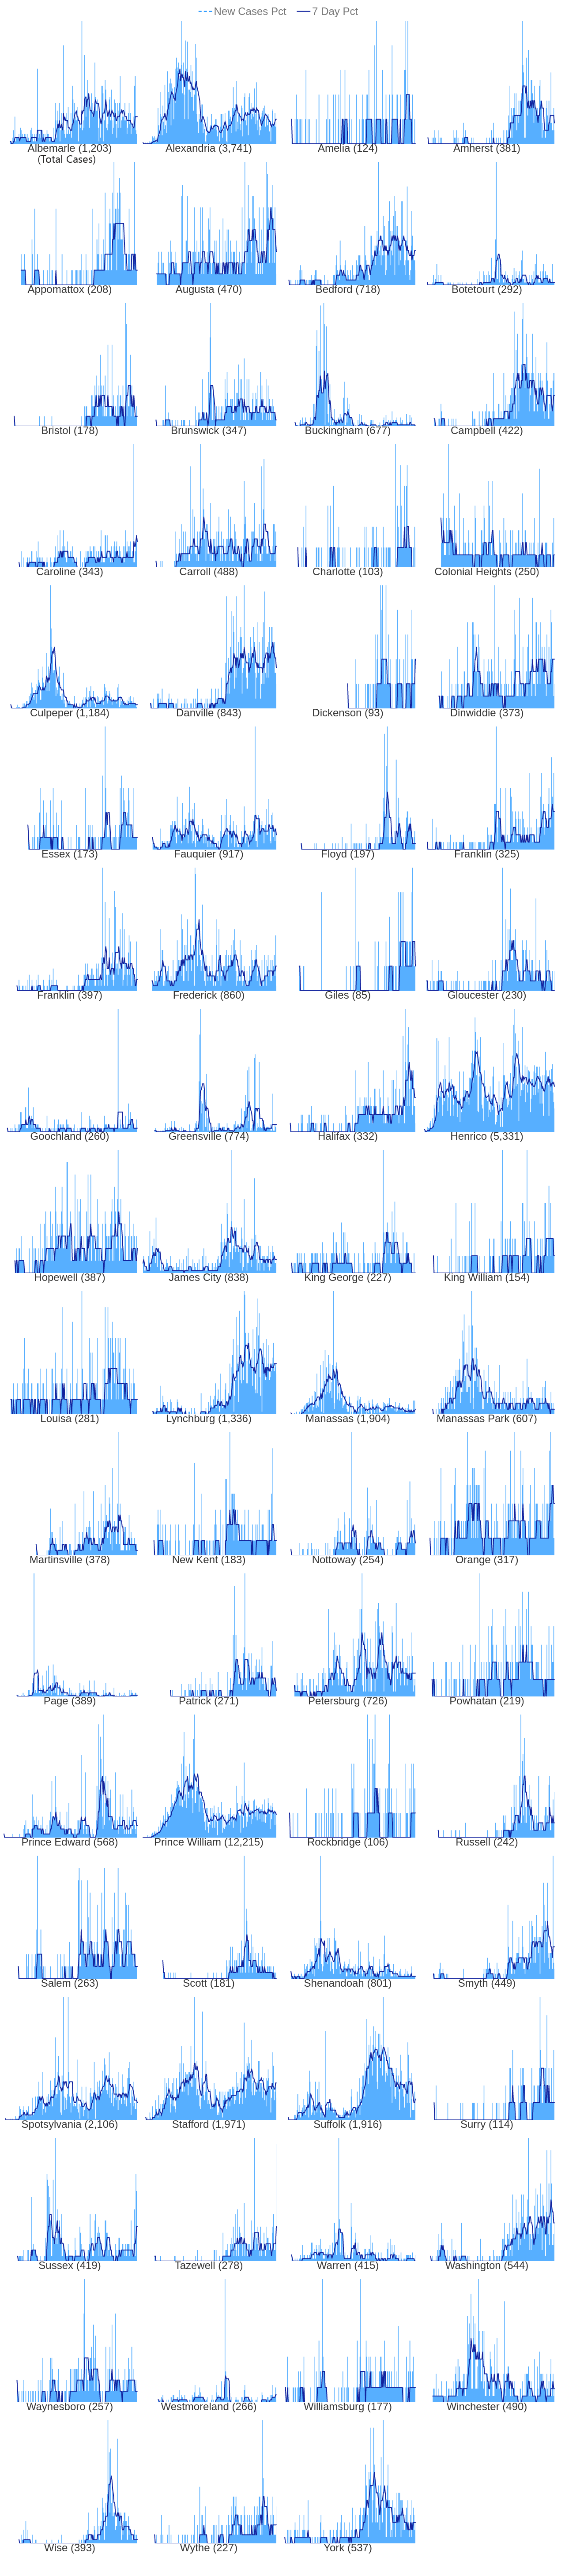 New Cases Pct 7 Day Pct
Albemarle (1,203) Alexandria (3,741) Amelia (124) Amherst (381)
(Total Cases)
Appomattox (208) Augusta (470) Bedford (718) Botetourt (292)
Bristol (178) Brunswick (347) Buckingham (677) Campbell (422)
Caroline (343) Carroll (488) Charlotte (103) Colonial Heights (250)
Culpeper (1,184) Danville (843) Dickenson (93) Dinwiddie (373)
Essex (173) Fauquier (917) Floyd (197) Franklin (325)
Franklin (397) Frederick (860) Giles (85) Gloucester (230)
Goochland (260) Greensville (774) Halifax (332) Henrico (5,331)
Hopewell (387) James City (838) King George (227) King William (154)
Louisa (281) Lynchburg (1,336) Manassas (1,904) Manassas Park (607)
Martinsville (378) New Kent (183) Nottoway (254) Orange (317)
Page (389) Patrick (271) Petersburg (726) Powhatan (219)
Prince Edward (568) Prince William (12,215) Rockbridge (106) Russell (242)
Salem (263) Scott (181) Shenandoah (801) Smyth (449)
Spotsylvania (2,106) Stafford (1,971) Suffolk (1,916) Surry (114)
Sussex (419) Tazewell (278) Warren (415) Washington (544)
Waynesboro (257) Westmoreland (266) Williamsburg (177) Winchester (490)
Wise (393) Wythe (227) York (537)